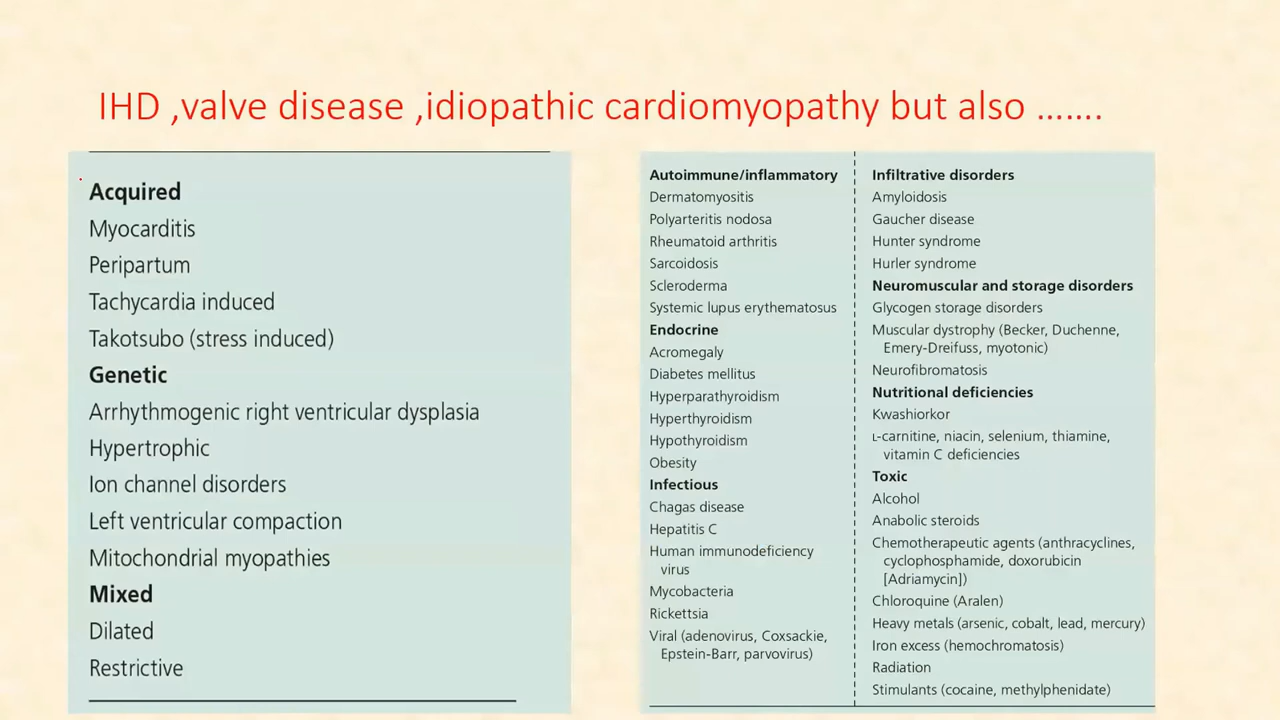 IHD ,valve disease ,idiopathic cardiomyopathy but also .......
Acquired
Myocarditis
Peripartum
Tachycardia induced
Takotsubo (stress induced)
Genetic
Arrhythmogenic right ventricular dysplasia
Hypertrophic
Ion channel disorders
Left ventricular compaction
Mitochondrial myopathies
Mixed
Dilated
Restrictive
Autoimmune/inflammatory
Dermatomyositis
Polyarteritis nodosa
Rheumatoid arthritis
Sarcoidosis
Scleroderma
Systemic lupus erythematosus
Endocrine
Acromegaly
Diabetes mellitus
Hyperparathyroidism
Hyperthyroidism
Hypothyroidism
Obesity
Infectious
Chagas disease
Hepatitis C
Human immunodeficiency
virus
Mycobacteria
Rickettsia
Viral (adenovirus, Coxsackie,
Epstein-Barr, parvovirus)
Infiltrative disorders
Amyloidosis
Gaucher disease
Hunter syndrome
Hurler syndrome
Neuromuscular and storage disorders
Glycogen storage disorders
Muscular dystrophy (Becker, Duchenne,
Emery-Dreifuss, myotonic)
Neurofibromatosis
Nutritional deficiencies
Kwashiorkor
L-carnitine, niacin, selenium, thiamine,
vitamin C deficiencies
Toxic
Alcohol
Anabolic steroids
Chemotherapeutic agents (anthracyclines,
cyclophosphamide, doxorubicin
[Adriamycin])
Chloroquine (Aralen)
Heavy metals (arsenic, cobalt, lead, mercury)
Iron excess (hemochromatosis)
Radiation
Stimulants (cocaine, methylphenidate)